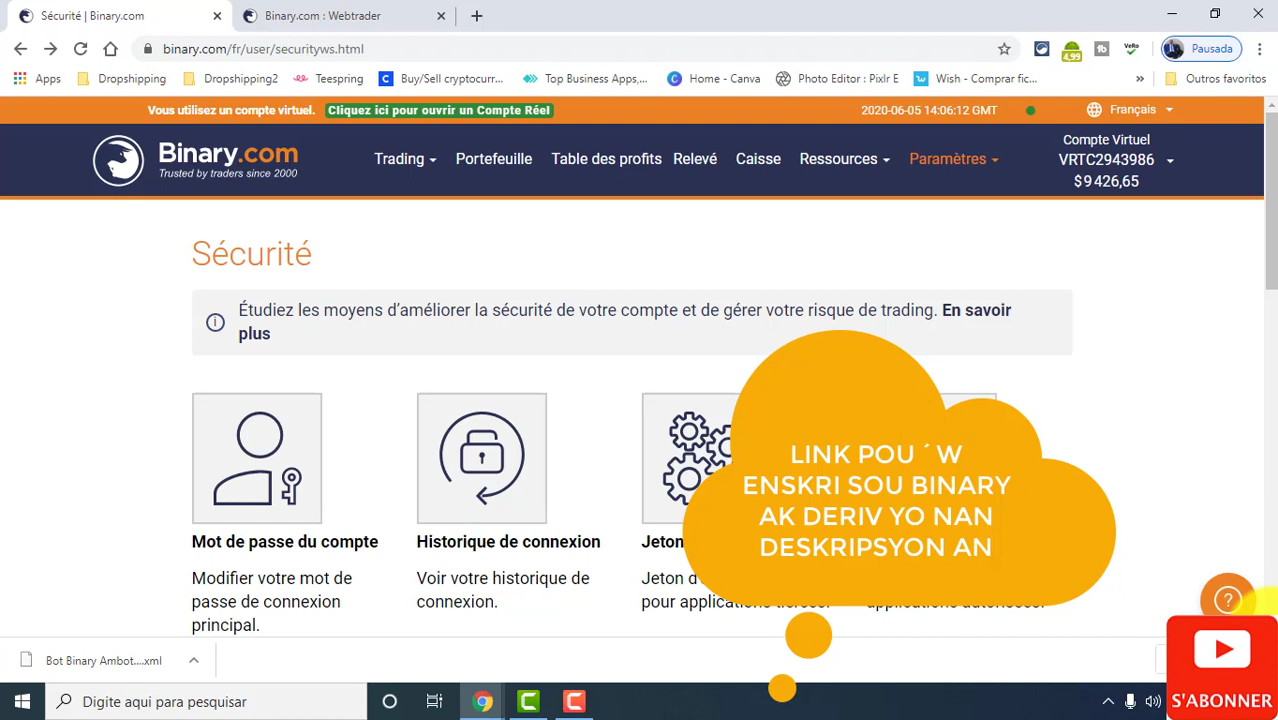 Sécurité | Binary.com
Binary.com : Webtrader
binary.com/fr/user/securityws.html
4.99
VeRo
Pausada
Apps
Dropshipping
Dropshipping2
Teespring
Buy/Sell cryptocurr...
Top Business Apps,...
Home - Canva
Photo Editor : Pixlr E
Wish - Comprar fic...
»
Outros favoritos
Vous utilisez un compte virtuel.
Cliquez ici pour ouvrir un Compte Réel
2020-06-05 14:06:12 GMT
Français
Binary.com
Trusted by traders since 2000
Trading
Portefeuille
Table des profits
Relevé
Caisse
Ressources
Paramètres
Compte Virtuel
VRTC2943986
$9 426,65
Sécurité
Étudiez les moyens d’améliorer la sécurité de votre compte et de gérer votre risque de trading. En savoir
plus
Mot de passe du compte
Modifier votre mot de
passe de connexion
principal.
Historique de connexion
Voir votre historique de
connexion.
Jeton
Jeton d'
pour applications
LINK POU ´W
ENSKRI SOU BINARY
AK DERIV YO NAN
DESKRIPSYON AN
?
Bot Binary Ambot....xml
Digite aqui para pesquisar
S'ABONNER